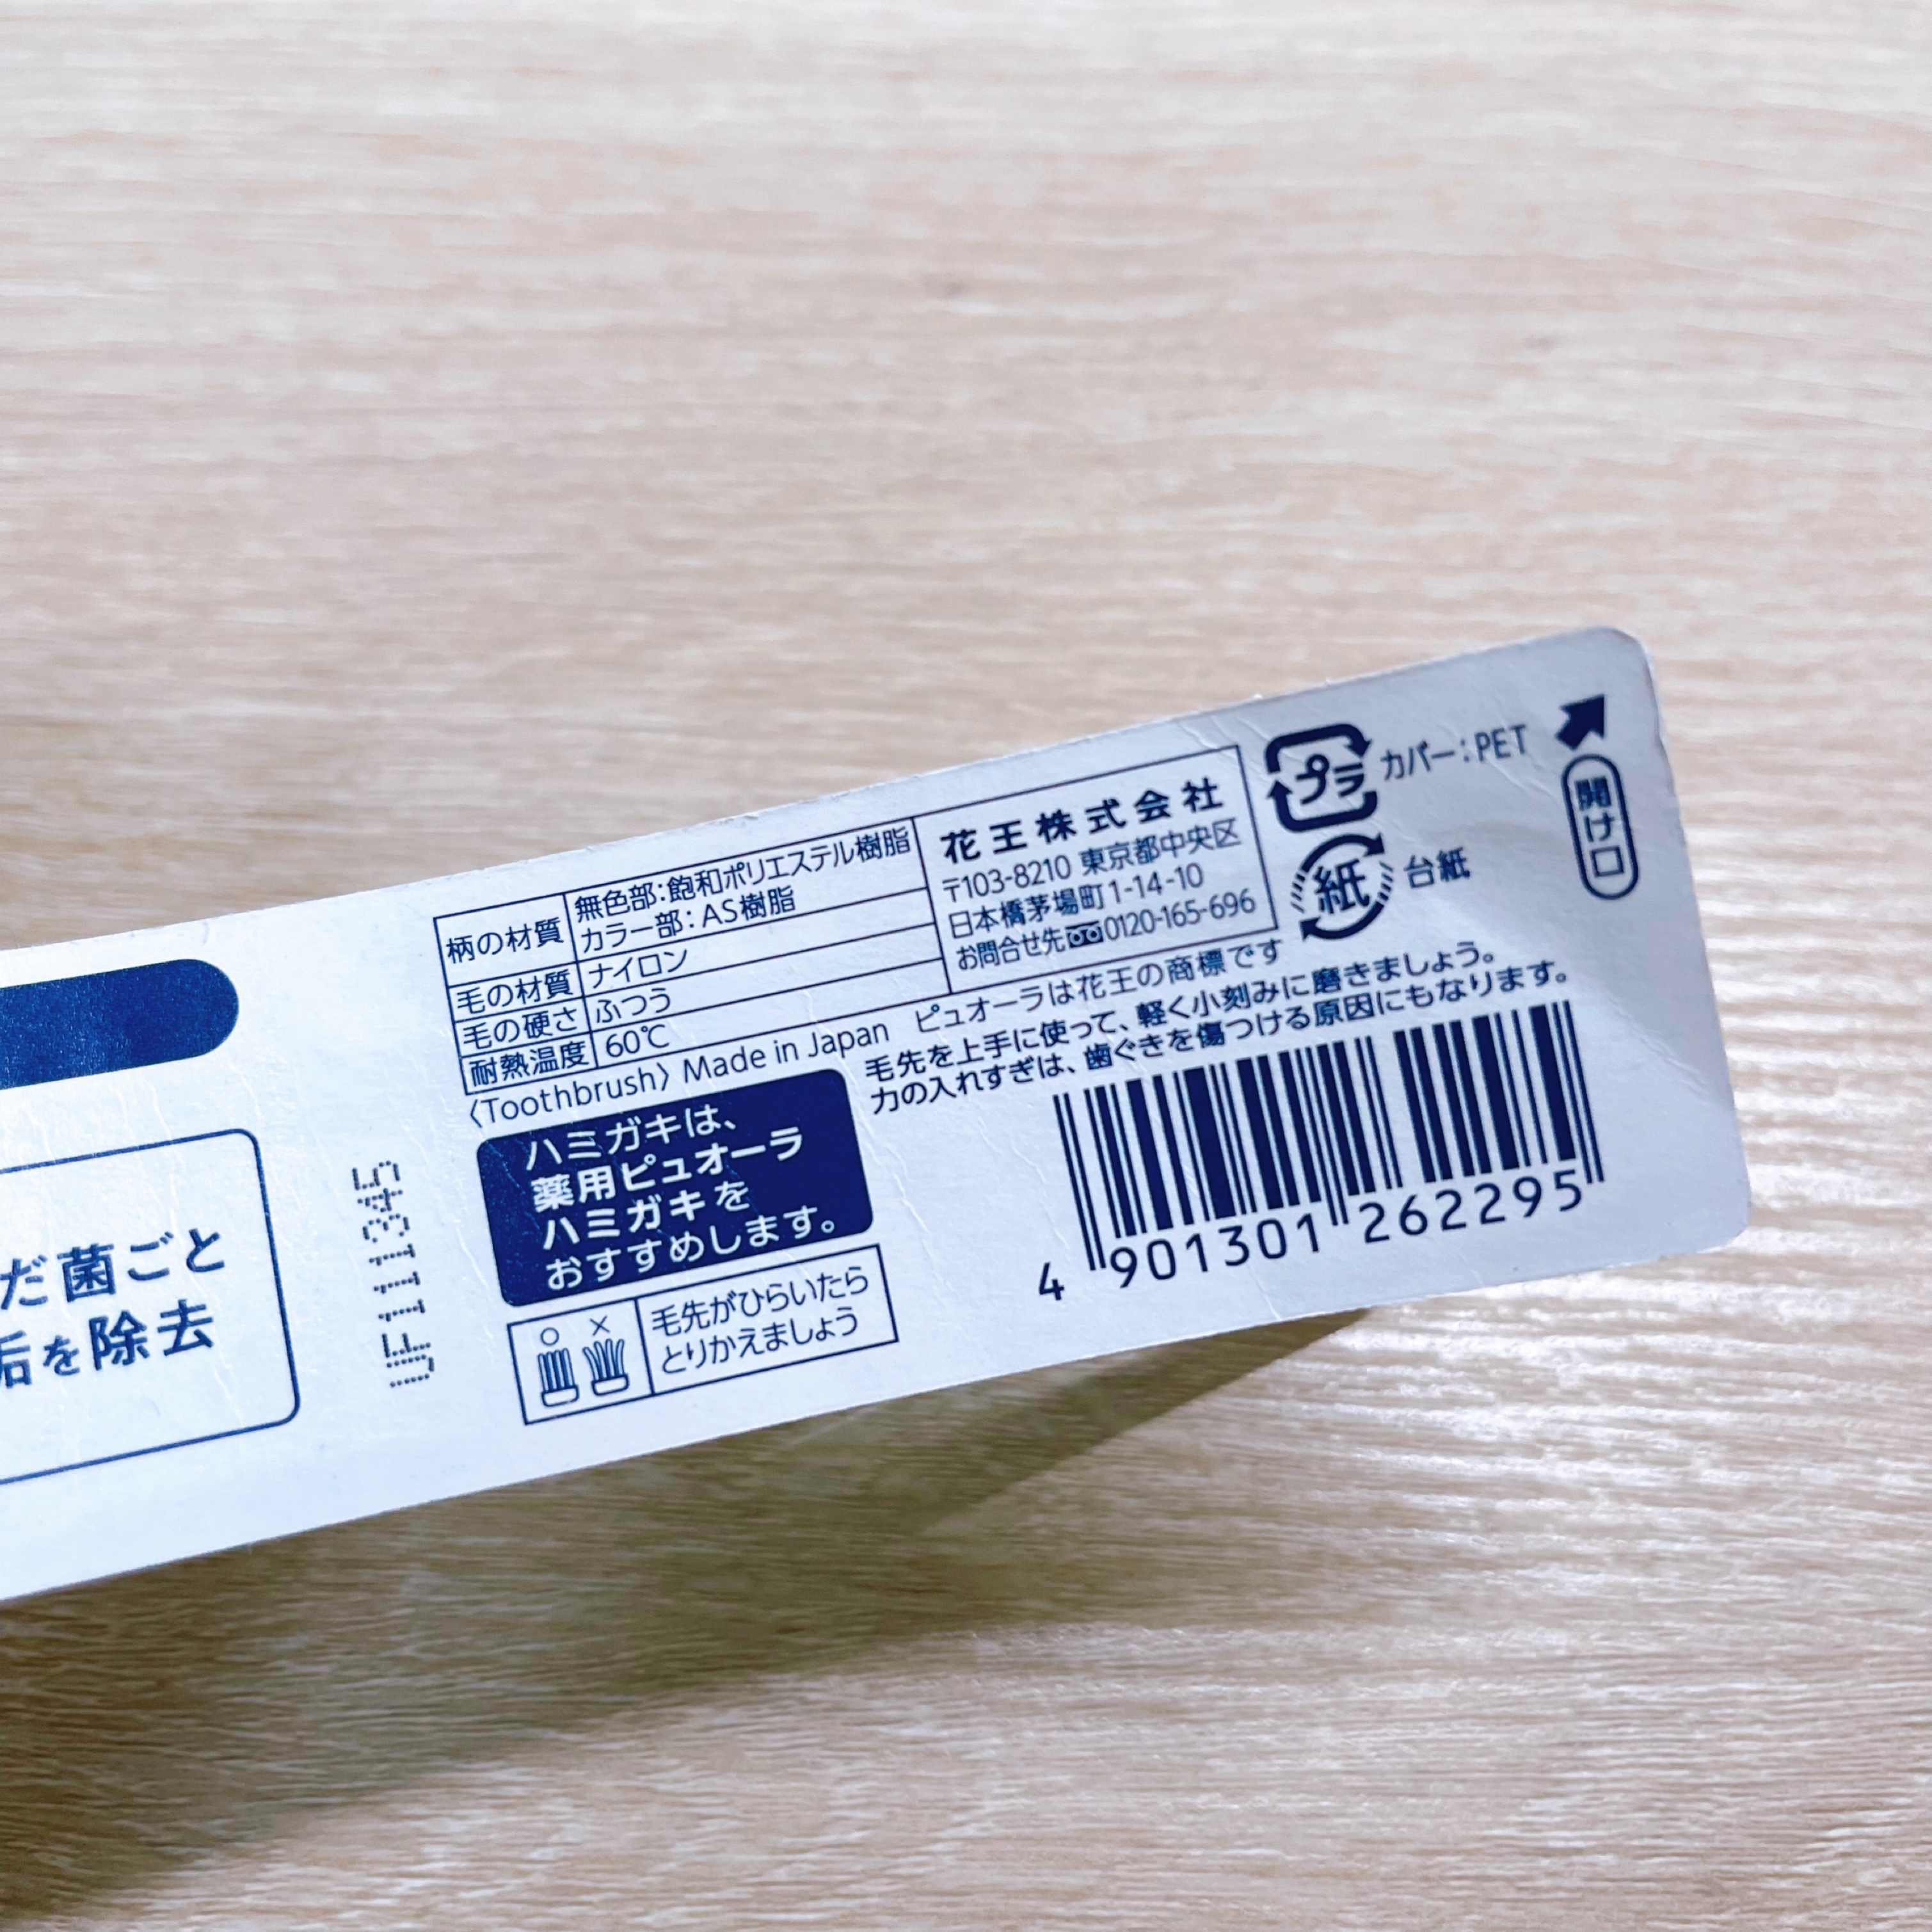 だ菌ごと
垢を除去
UF111345
柄の材質
無色部:飽和ポリエステル樹脂
カラー部:AS樹脂
毛の材質 ナイロン
毛の硬さ ふつう
耐熱温度 60℃
花王株式会社
〒103-8210 東京都中央区
日本橋茅場町1-14-10
お問合せ先 0120-165-696
プラ カバー:PET
紙 台紙
開け口
〈Toothbrush〉 Made in Japan ピュオーラは花王の商標です
毛先を上手に使って、軽く小刻みに磨きましょう。
力の入れすぎは、歯ぐきを傷つける原因にもなります。
ハミガキは、
薬用ピュオーラ
ハミガキを
おすすめします。
○ ×
毛先がひらいたら
とりかえましょう
4 901301 262295